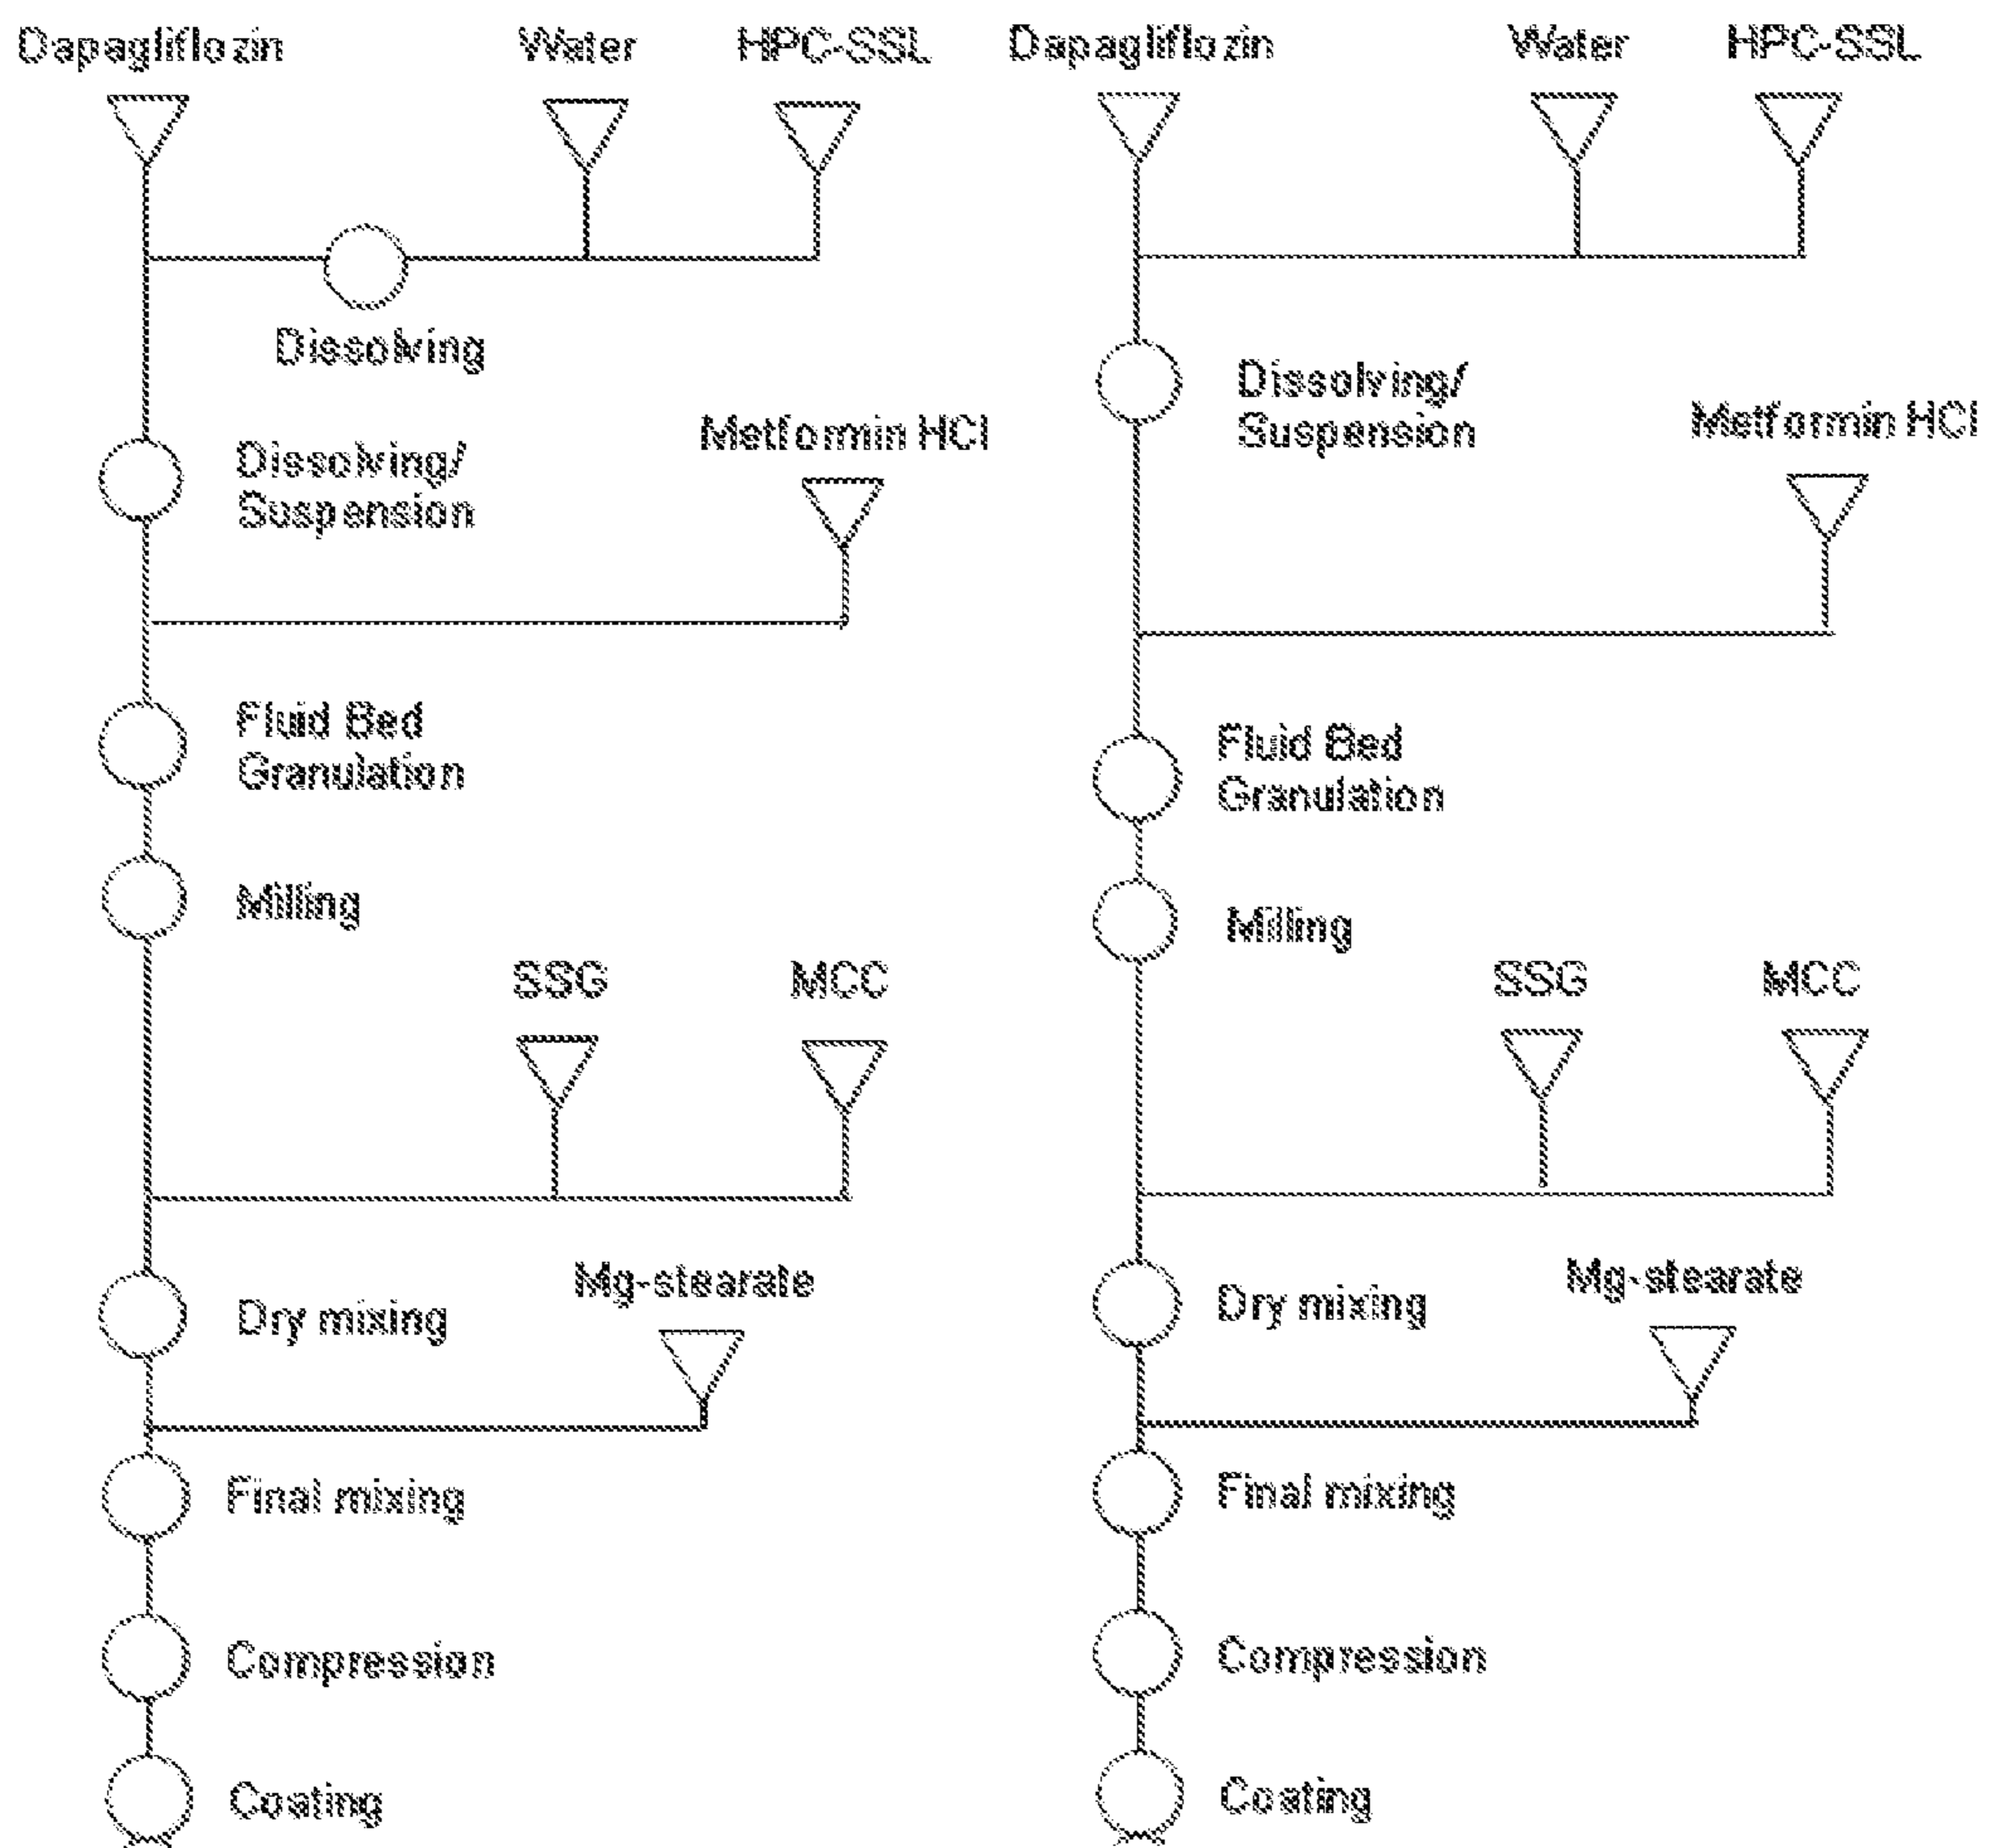 Dapagliflozin
Water
HPC-SSL
Dissolving
Dissolving/
Suspension
Metformin HCl
Fluid Bed
Granulation
Milling
SSG
MCC
Dry mixing
Mg-stearate
Final mixing
Compression
Coating
Dapagliflozin
Water
HPC-SSL
Dissolving/
Suspension
Metformin HCl
Fluid Bed
Granulation
Milling
SSG
MCC
Dry mixing
Mg-stearate
Final mixing
Compression
Coating